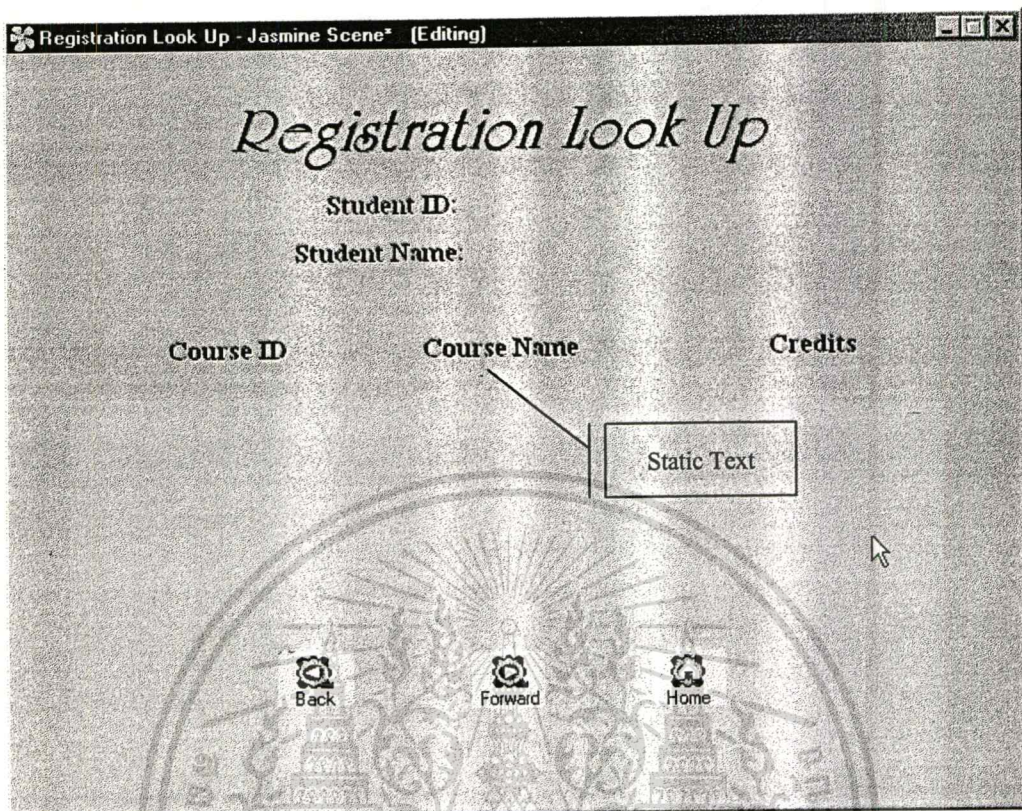 Registration Look Up - Jasmine Scene* (Editing)
Registration Look Up
Student ID:
Student Name:
Course ID Course Name Credits
Static Text
Back Forward Home